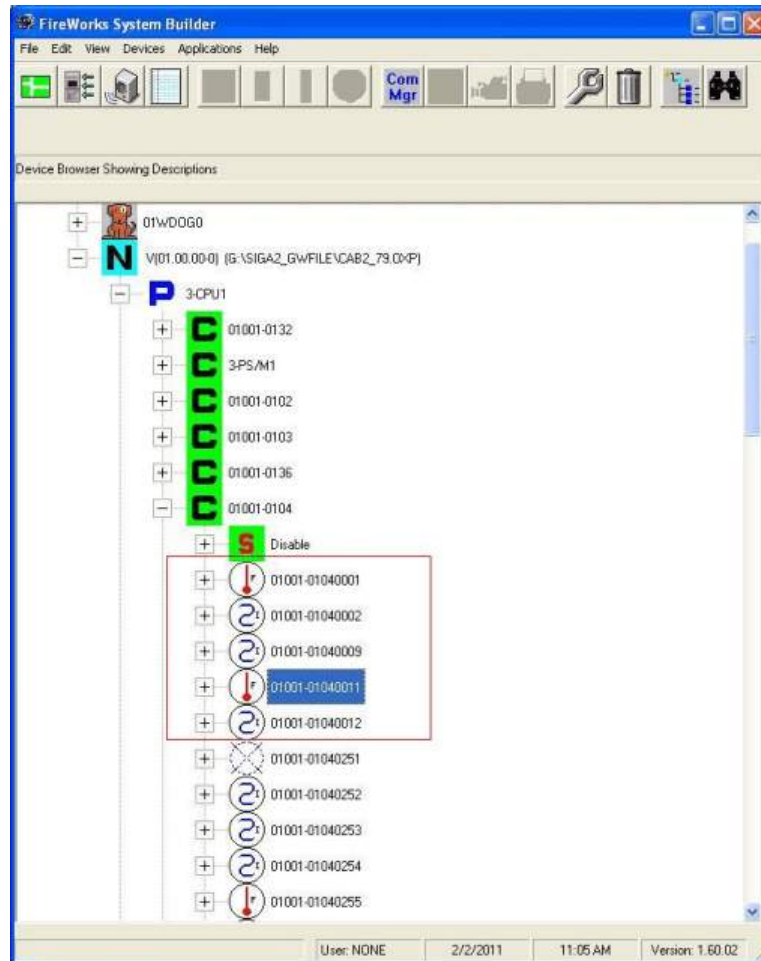 FireWorks System Builder
File Edit View Devices Applications Help
Com
Mgr
Device Browser Showing Descriptions
01WDOG0
N V(01.00.00-0) (G:\SIGA2_GWFILE\CAB2_79.OXP)
P 3-CPU1
C 01001-0132
C 3-PS/M1
C 01001-0102
C 01001-0103
C 01001-0136
C 01001-0104
S Disable
F 01001-01040001
I 01001-01040002
I 01001-01040009
F 01001-01040011
I 01001-01040012
01001-01040251
I 01001-01040252
I 01001-01040253
I 01001-01040254
F 01001-01040255
User: NONE 2/2/2011 11:05 AM Version: 1.60.02